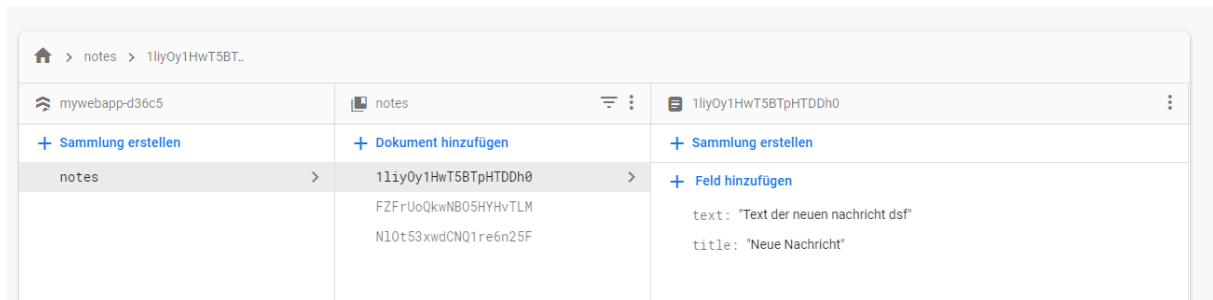 notes > 1liyOy1HwT5BT..
mywebapp-d36c5
notes
1liyOy1HwT5BTpHTDDh0
+ Sammlung erstellen
+ Dokument hinzufügen
+ Sammlung erstellen
notes
1liyOy1HwT5BTpHTDDh0
FZFrUoQkwNBO5HYHvTLM
NlOt53xwdCNQ1re6n25F
+ Feld hinzufügen
text: "Text der neuen nachricht dsf"
title: "Neue Nachricht"